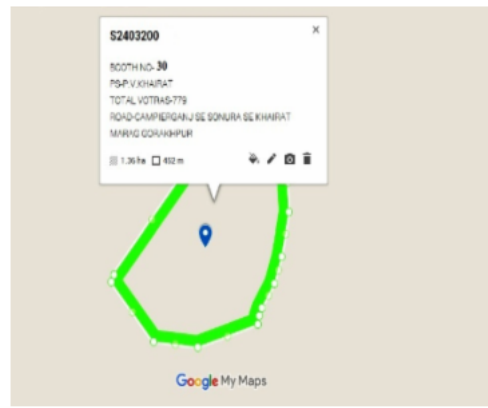 S2403200
BOOTH NO- 30
PS-P.V.KHAIRAT
TOTAL VOTRAS-779
ROAD-CAMPIERGANJ SE SONURA SE KHAIRAT
MARAG GORAKHPUR
1.36 ha 452 m
Google My Maps